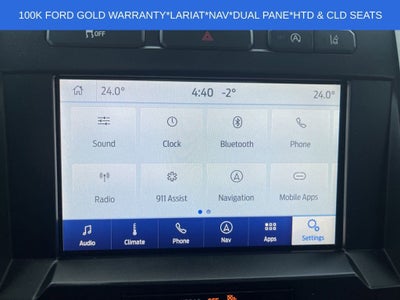 100K FORD GOLD WARRANTY*LARIAT*NAV*DUAL PANE*HTD & CLD SEATS
OFF
24.0°
4:40 -2°
24.0°
Sound Clock Bluetooth Phone
Radio 911 Assist Navigation Mobile Apps
Audio Climate Phone Nav Apps Settings